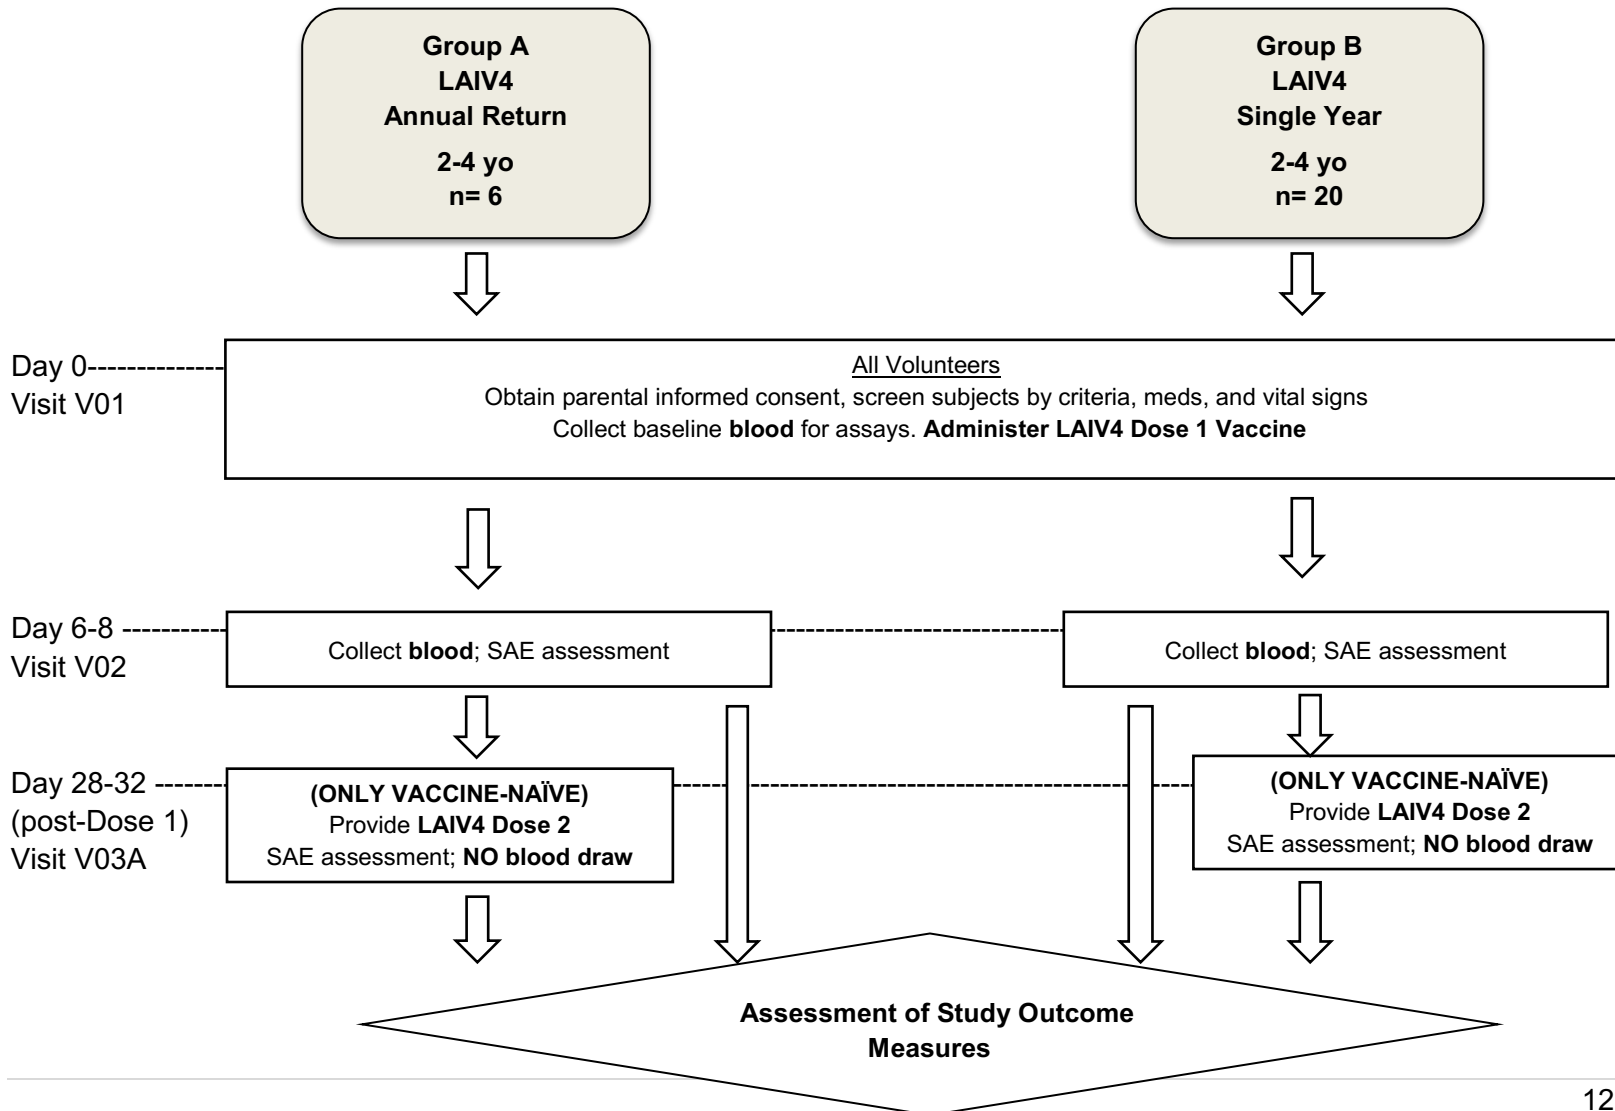 Group A
LAIV4
Annual Return
2-4 yo
n= 6
Group B
LAIV4
Single Year
2-4 yo
n= 20
Day 0--------------
Visit V01
All Volunteers
Obtain parental informed consent, screen subjects by criteria, meds, and vital signs
Collect baseline blood for assays. Administer LAIV4 Dose 1 Vaccine
Day 6-8 -----------
Visit V02
Collect blood; SAE assessment
Collect blood; SAE assessment
Day 28-32 --------
(post-Dose 1)
Visit V03A
(ONLY VACCINE-NAÏVE)
Provide LAIV4 Dose 2
SAE assessment; NO blood draw
(ONLY VACCINE-NAÏVE)
Provide LAIV4 Dose 2
SAE assessment; NO blood draw
Assessment of Study Outcome
Measures
12